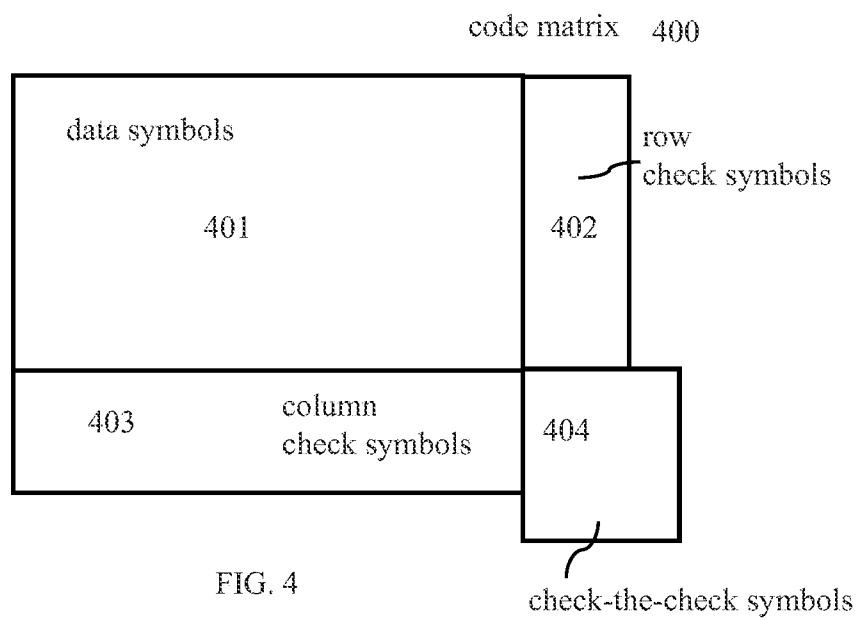 code matrix 400
data symbols
row
check symbols
401
402
403
column
check symbols
404
FIG. 4
check-the-check symbols